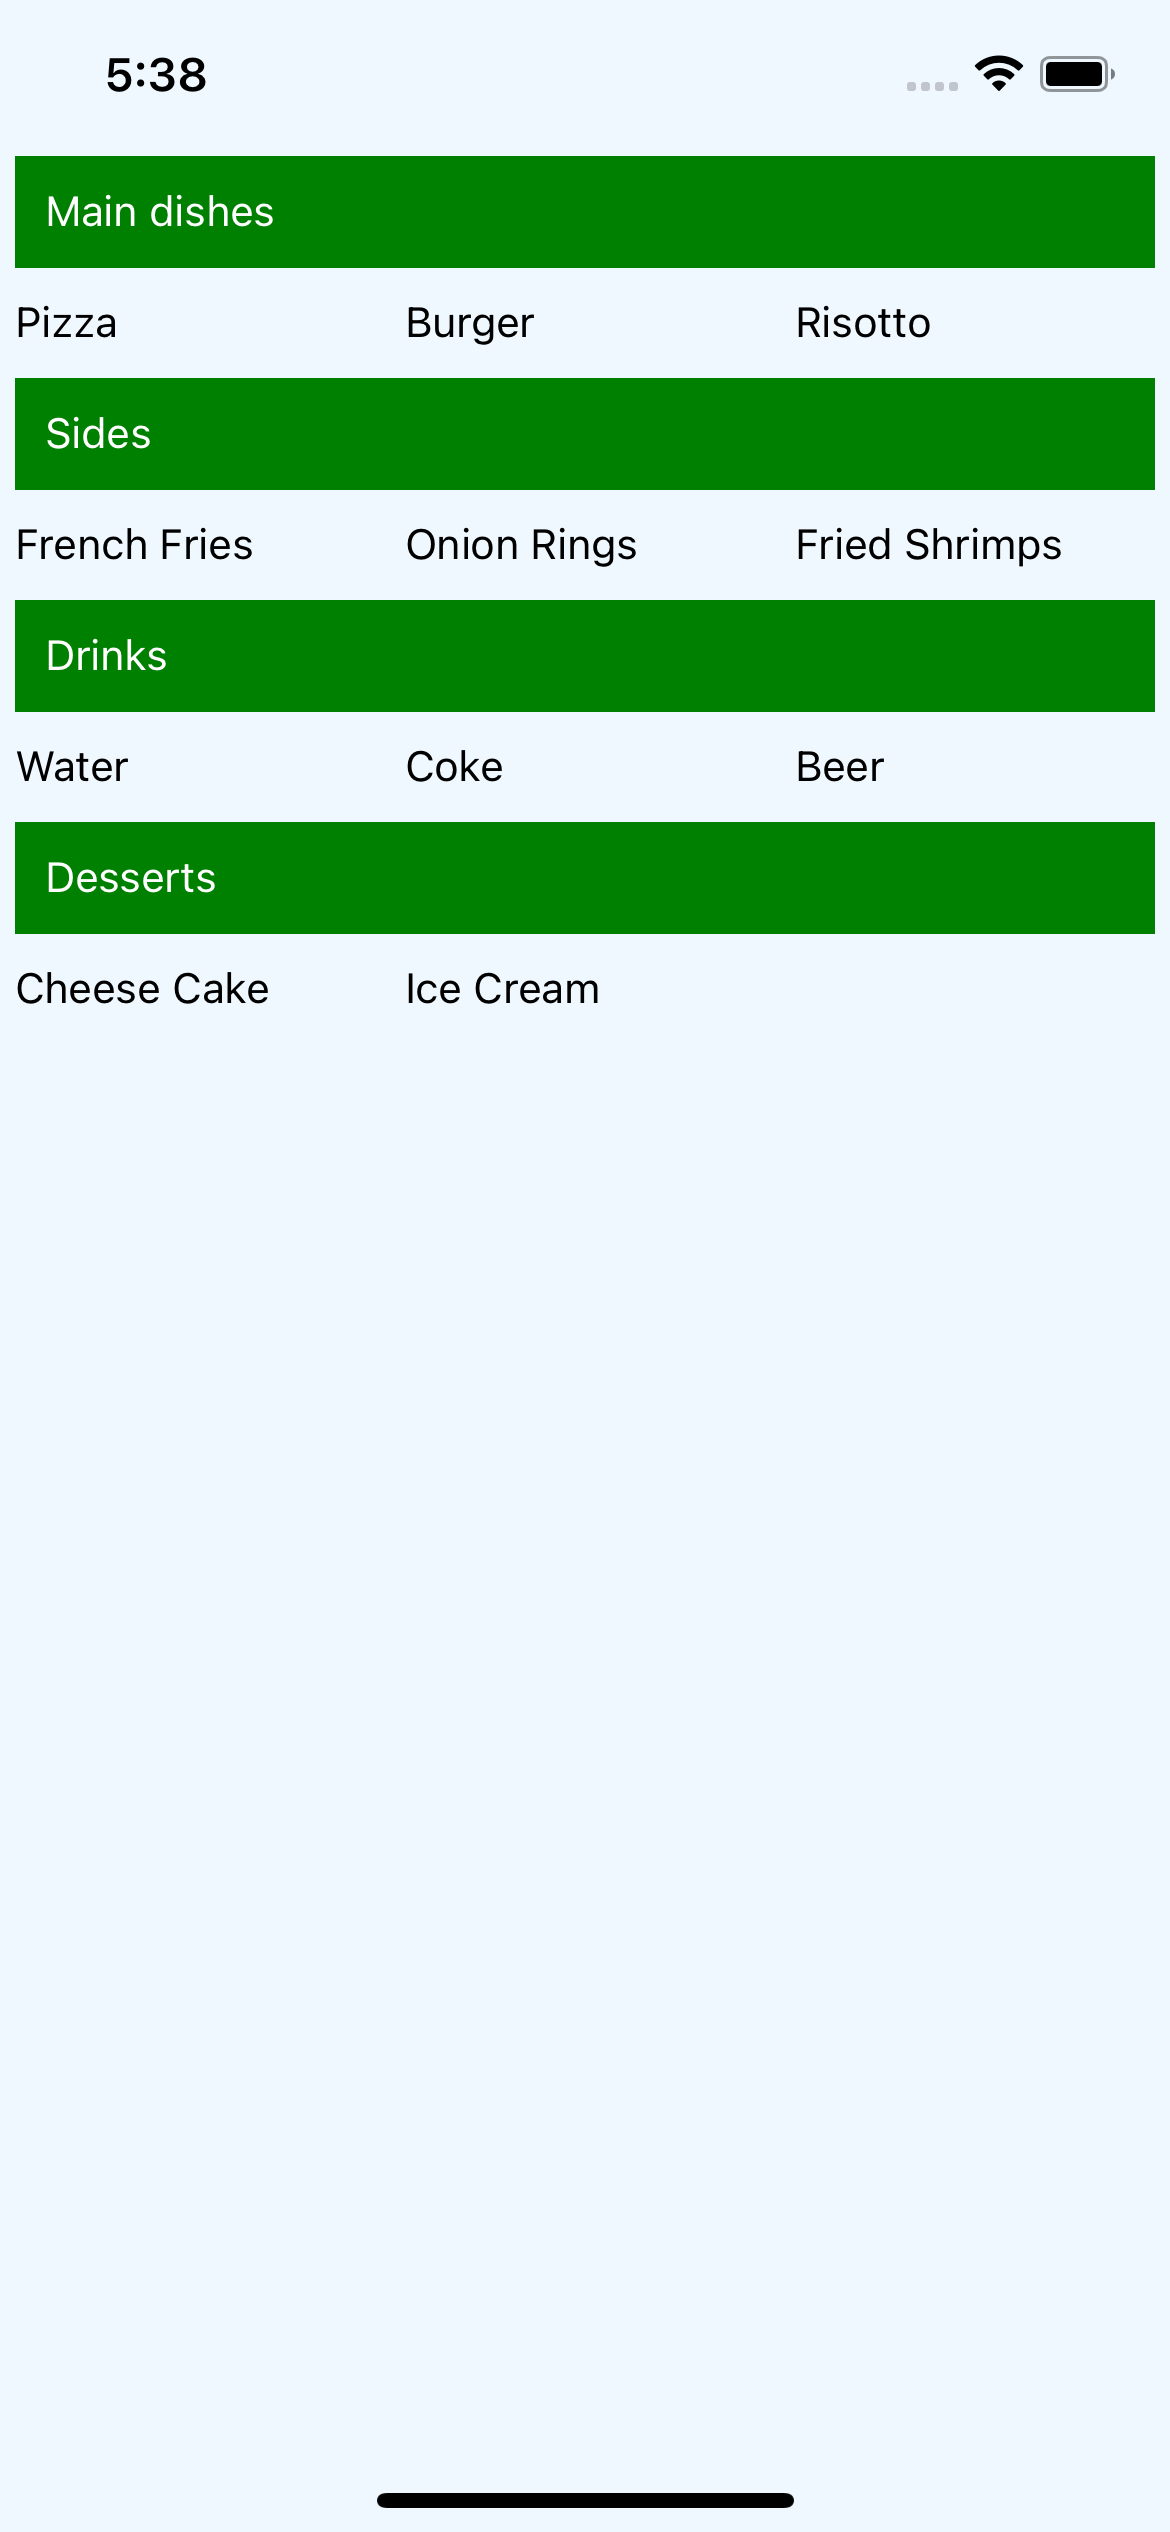 5:38
Main dishes
Pizza Burger Risotto
Sides
French Fries Onion Rings Fried Shrimps
Drinks
Water Coke Beer
Desserts
Cheese Cake Ice Cream